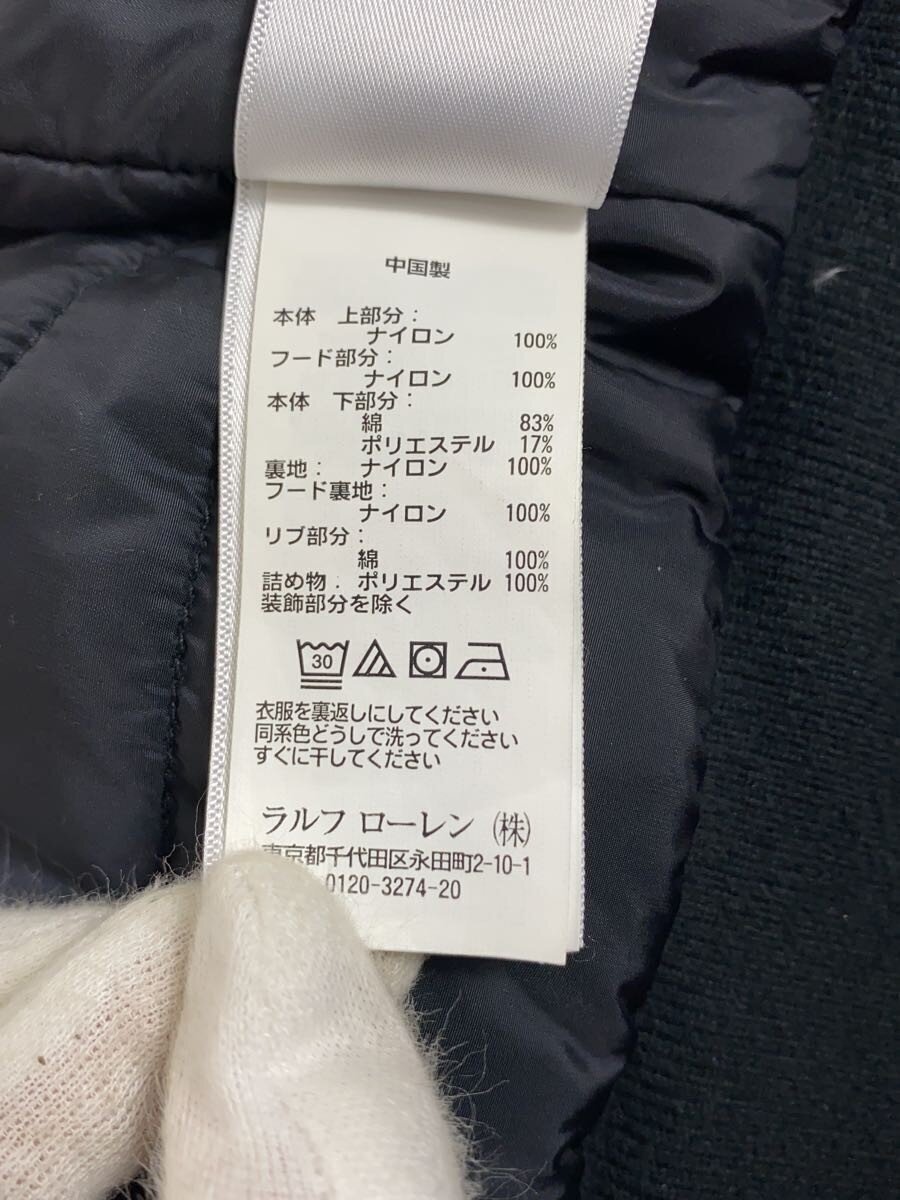 中国製
本体 上部分：
ナイロン 100%
フード部分：
ナイロン 100%
本体 下部分：
綿 83%
ポリエステル 17%
裏地： ナイロン 100%
フード裏地：
ナイロン 100%
リブ部分：
綿 100%
詰め物． ポリエステル 100%
装飾部分を除く
30
衣服を裏返しにしてください
同系色どうしで洗ってください
すぐに干してください
ラルフ ローレン（株）
東京都千代田区永田町2-10-1
0120-3274-20